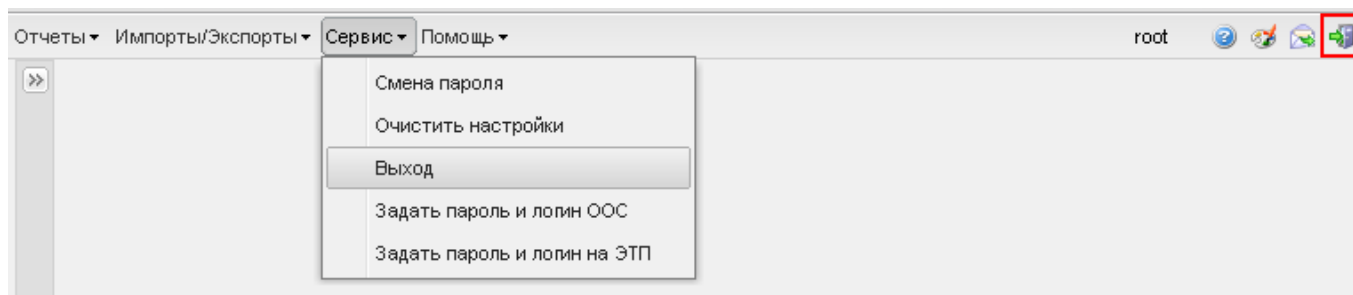 Отчеты Импорты/Экспорты Сервис Помощь root
Смена пароля
Очистить настройки
Выход
Задать пароль и логин ООС
Задать пароль и логин на ЭТП